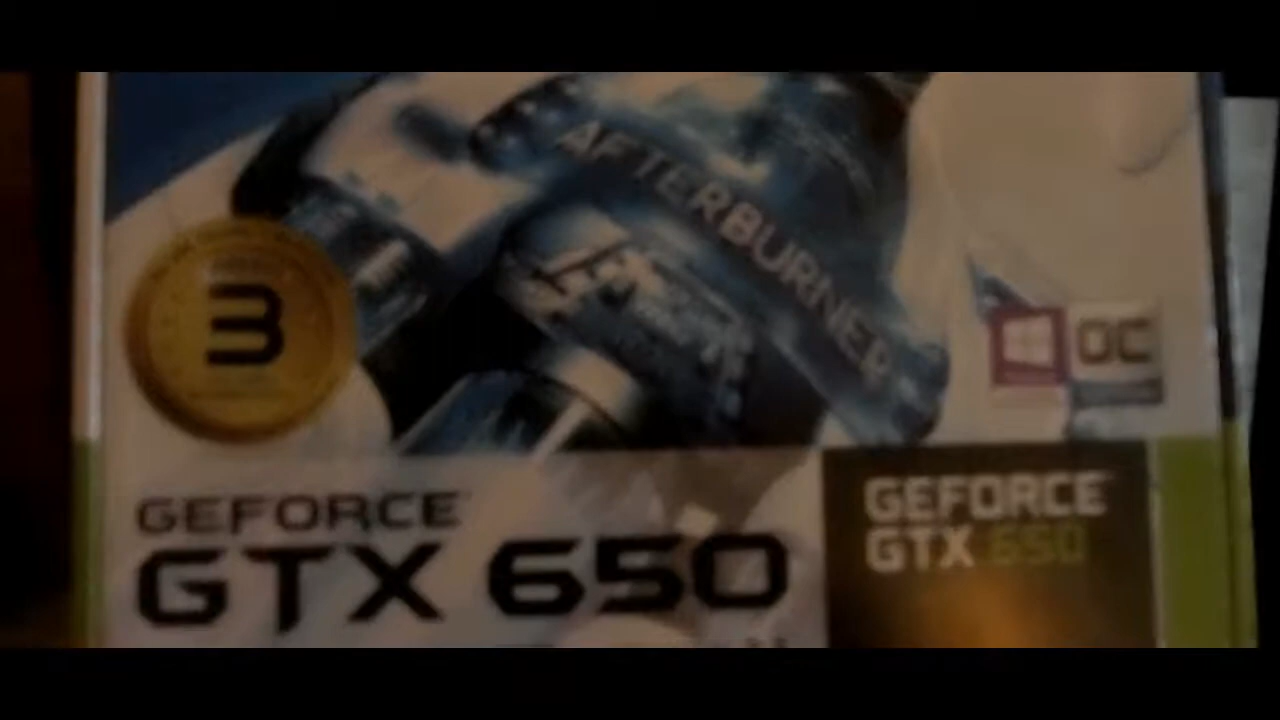 AFTERBURNER
3
OC
GEFORCE
GTX 650
GEFORCE
GTX 650